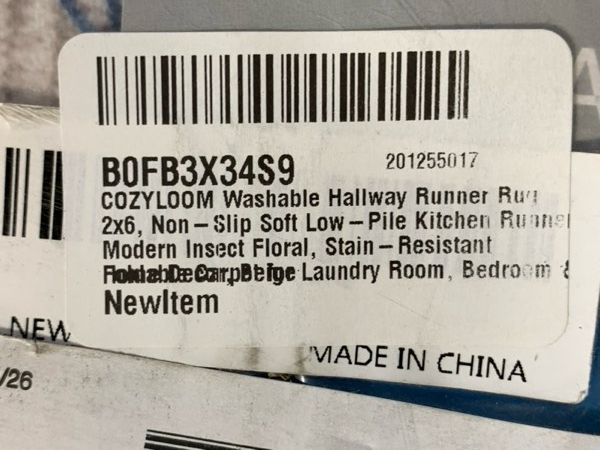 B0FB3X34S9
201255017
COZYLOOM Washable Hallway Runner Rug
2x6, Non-Slip Soft Low-Pile Kitchen Runner
Modern Insect Floral, Stain-Resistant
Laundry Room, Bedroom &
NewItem
NEW
MADE IN CHINA
/26
A